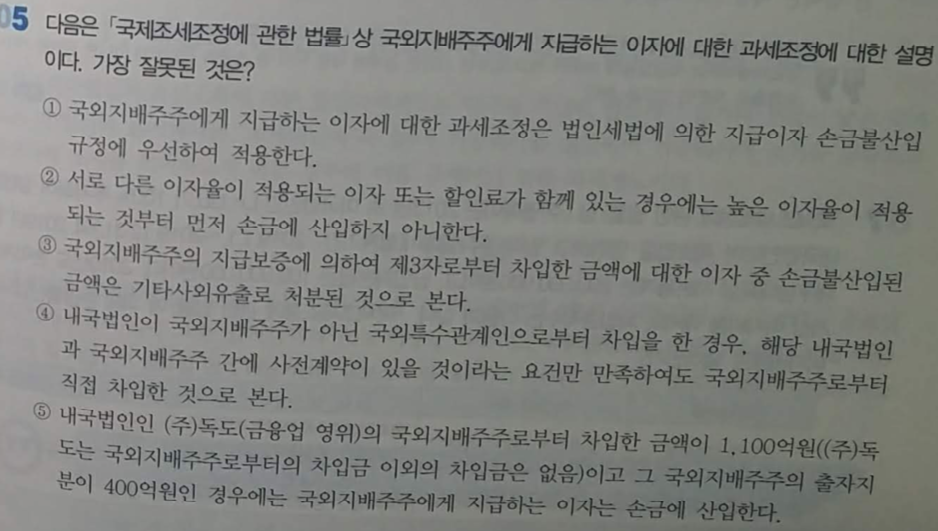 05 다음은 「국제조세조정에 관한 법률」상 국외지배주주에게 지급하는 이자에 대한 과세조정에 대한 설명
이다. 가장 잘못된 것은?
① 국외지배주주에게 지급하는 이자에 대한 과세조정은 법인세법에 의한 지급이자 손금불산입
규정에 우선하여 적용한다.
② 서로 다른 이자율이 적용되는 이자 또는 할인료가 함께 있는 경우에는 높은 이자율이 적용
되는 것부터 먼저 손금에 산입하지 아니한다.
③ 국외지배주주의 지급보증에 의하여 제3자로부터 차입한 금액에 대한 이자 중 손금불산입된
금액은 기타사외유출로 처분된 것으로 본다.
④ 내국법인이 국외지배주주가 아닌 국외특수관계인으로부터 차입을 한 경우, 해당 내국법인
과 국외지배주주 간에 사전계약이 있을 것이라는 요건만 만족하여도 국외지배주주로부터
직접 차입한 것으로 본다.
⑤ 내국법인인 (주)독도(금융업 영위)의 국외지배주주로부터 차입한 금액이 1,100억원((주)독
도는 국외지배주주로부터의 차입금 이외의 차입금은 없음)이고 그 국외지배주주의 출자지
분이 400억원인 경우에는 국외지배주주에게 지급하는 이자는 손금에 산입한다.